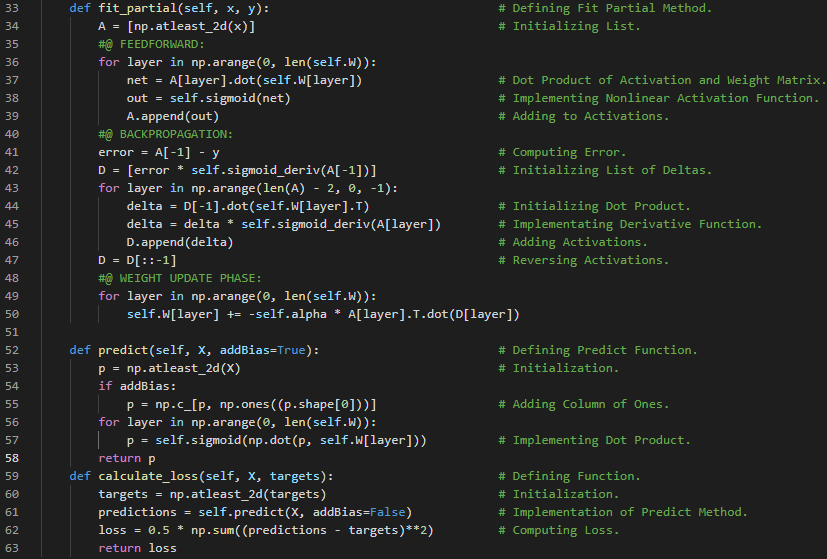 33 def fit_partial(self, x, y): # Defining Fit Partial Method.
34 A = [np.atleast_2d(x)] # Initializing List.
35 #@ FEEDFORWARD:
36 for layer in np.arange(0, len(self.W)):
37 net = A[layer].dot(self.W[layer]) # Dot Product of Activation and Weight Matrix.
38 out = self.sigmoid(net) # Implementing Nonlinear Activation Function.
39 A.append(out) # Adding to Activations.
40 #@ BACKPROPAGATION:
41 error = A[-1] - y # Computing Error.
42 D = [error * self.sigmoid_deriv(A[-1])] # Initializing List of Deltas.
43 for layer in np.arange(len(A) - 2, 0, -1):
44 delta = D[-1].dot(self.W[layer].T) # Initializing Dot Product.
45 delta = delta * self.sigmoid_deriv(A[layer]) # Implementating Derivative Function.
46 D.append(delta) # Adding Activations.
47 D = D[::-1] # Reversing Activations.
48 #@ WEIGHT UPDATE PHASE:
49 for layer in np.arange(0, len(self.W)):
50 self.W[layer] += -self.alpha * A[layer].T.dot(D[layer])
51
52 def predict(self, X, addBias=True): # Defining Predict Function.
53 p = np.atleast_2d(X) # Initialization.
54 if addBias:
55 p = np.c_[p, np.ones((p.shape[0]))] # Adding Column of Ones.
56 for layer in np.arange(0, len(self.W)):
57 p = self.sigmoid(np.dot(p, self.W[layer])) # Implementing Dot Product.
58 return p
59 def calculate_loss(self, X, targets): # Defining Function.
60 targets = np.atleast_2d(targets) # Initialization.
61 predictions = self.predict(X, addBias=False) # Implementation of Predict Method.
62 loss = 0.5 * np.sum((predictions - targets)**2) # Computing Loss.
63 return loss